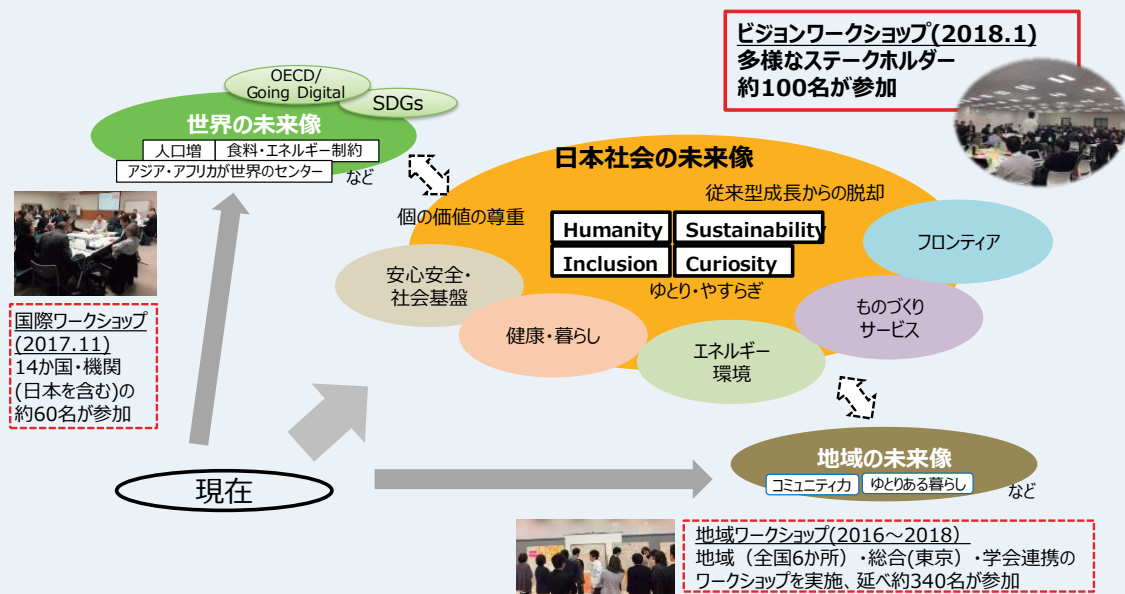 ビジョンワークショップ(2018.1)
多様なステークホルダー
約100名が参加
OECD/
Going Digital
SDGs
世界の未来像
人口増
食料・エネルギー制約
アジア・アフリカが世界のセンター
など
日本社会の未来像
従来型成長からの脱却
個の価値の尊重
Humanity
Sustainability
Inclusion
Curiosity
ゆとり・やすらぎ
フロンティア
安心安全・
社会基盤
健康・暮らし
エネルギー
環境
ものづくり
サービス
国際ワークショップ
(2017.11)
14か国・機関
(日本を含む)の
約60名が参加
現在
地域の未来像
コミュニティ力
ゆとりある暮らし
など
地域ワークショップ(2016～2018)
地域（全国6か所）・総合(東京）・学会連携の
ワークショップを実施、延べ約340名が参加